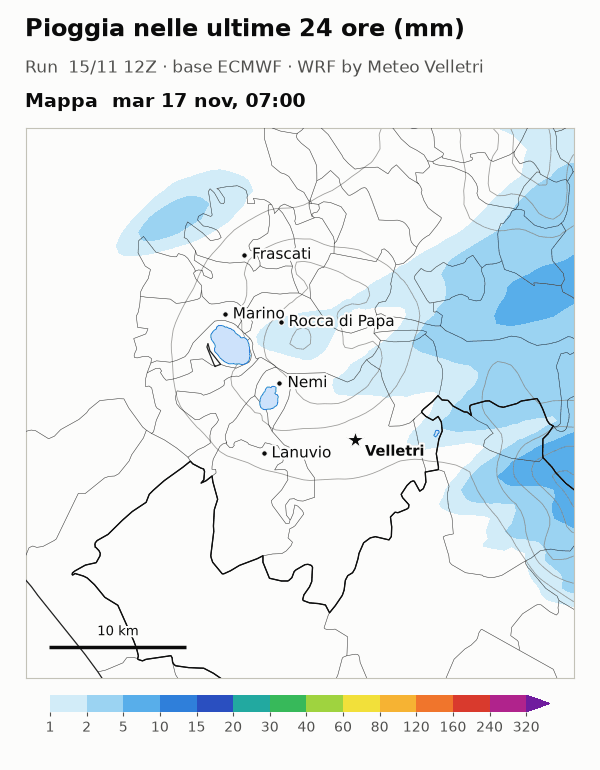 Pioggia nelle ultime 24 ore (mm)
Run  15/11 12Z · base ECMWF · WRF by Meteo Velletri
Mappa  mar 17 nov, 07:00
Frascati
Marino
Rocca di Papa
Nemi
Velletri
Lanuvio
10 km
1 2 5 10 15 20 30 40 60 80 120 160 240 320